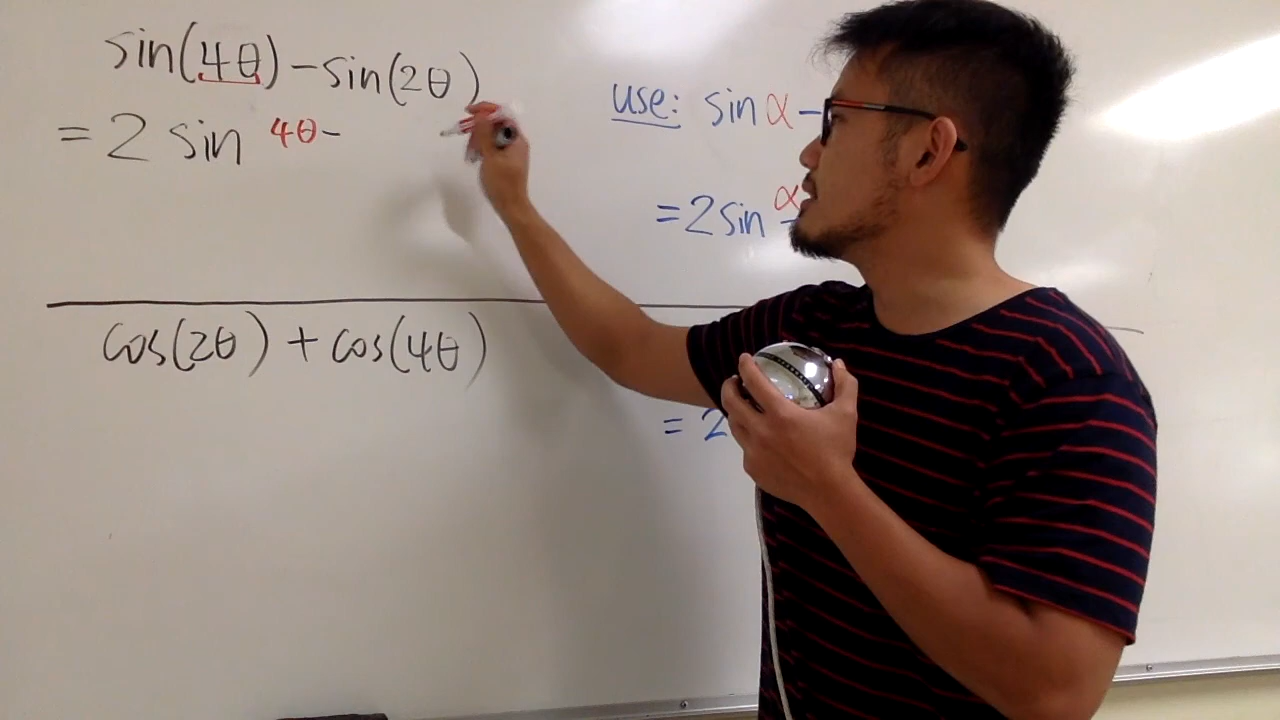 sin(4θ)-sin(2θ)
= 2 sin 4θ-
use: sin α -
= 2 sin α
cos(2θ) + cos(4θ)
= 2